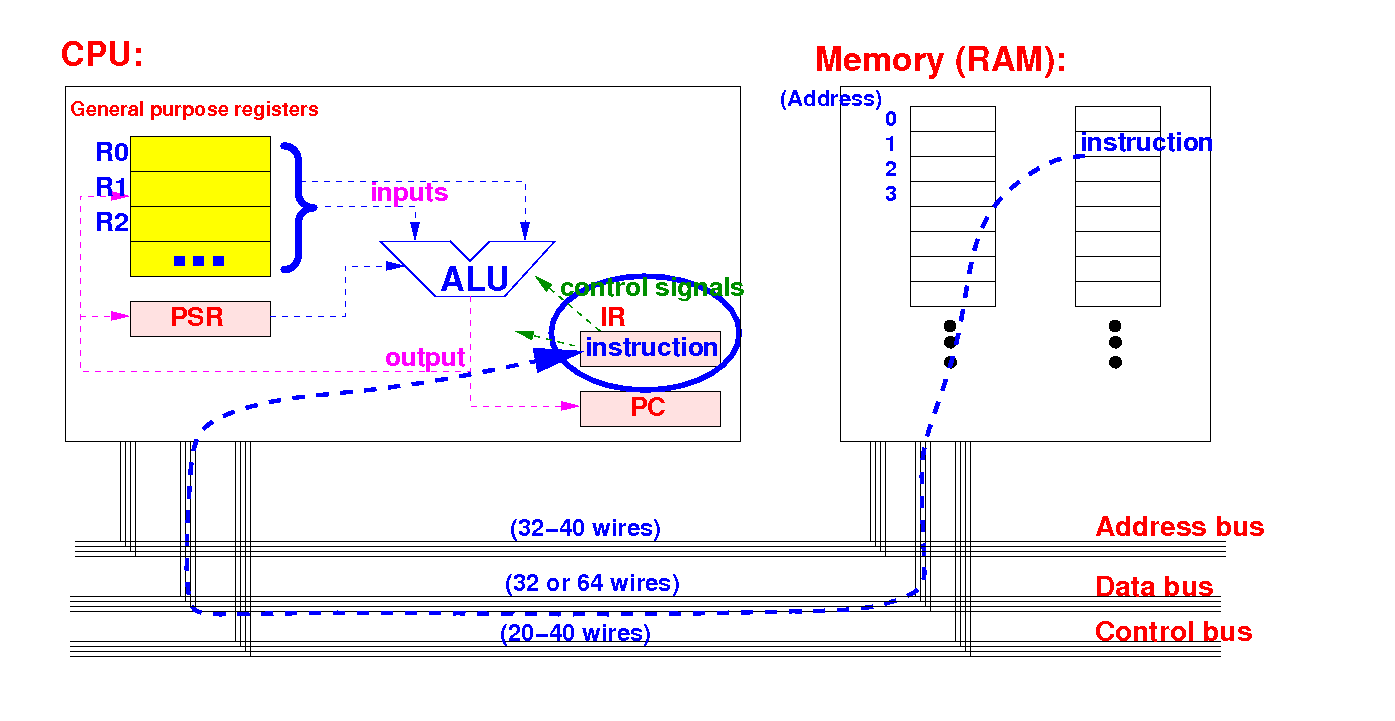 CPU:
Memory (RAM):
General purpose registers
(Address)
R0
R1
R2
inputs
ALU
control signals
IR
instruction
PSR
output
PC
0
1
2
3
instruction
(32–40 wires)
Address bus
(32 or 64 wires)
Data bus
(20–40 wires)
Control bus